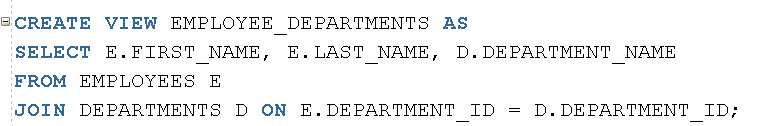 CREATE VIEW EMPLOYEE_DEPARTMENTS AS
SELECT E.FIRST_NAME, E.LAST_NAME, D.DEPARTMENT_NAME
FROM EMPLOYEES E
JOIN DEPARTMENTS D ON E.DEPARTMENT_ID = D.DEPARTMENT_ID;